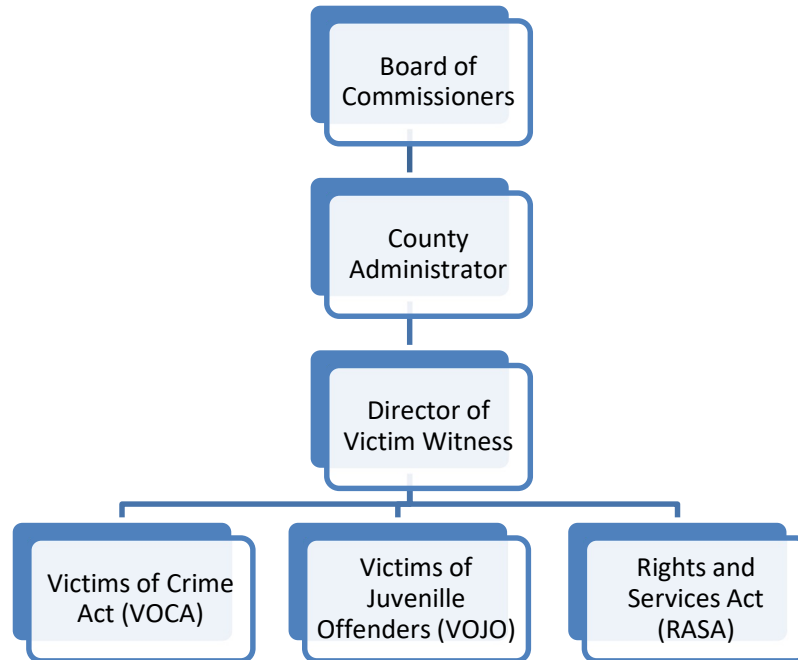 Board of
Commissioners
County
Administrator
Director of
Victim Witness
Victims of Crime
Act (VOCA)
Victims of
Juvenille
Offenders (VOJO)
Rights and
Services Act
(RASA)